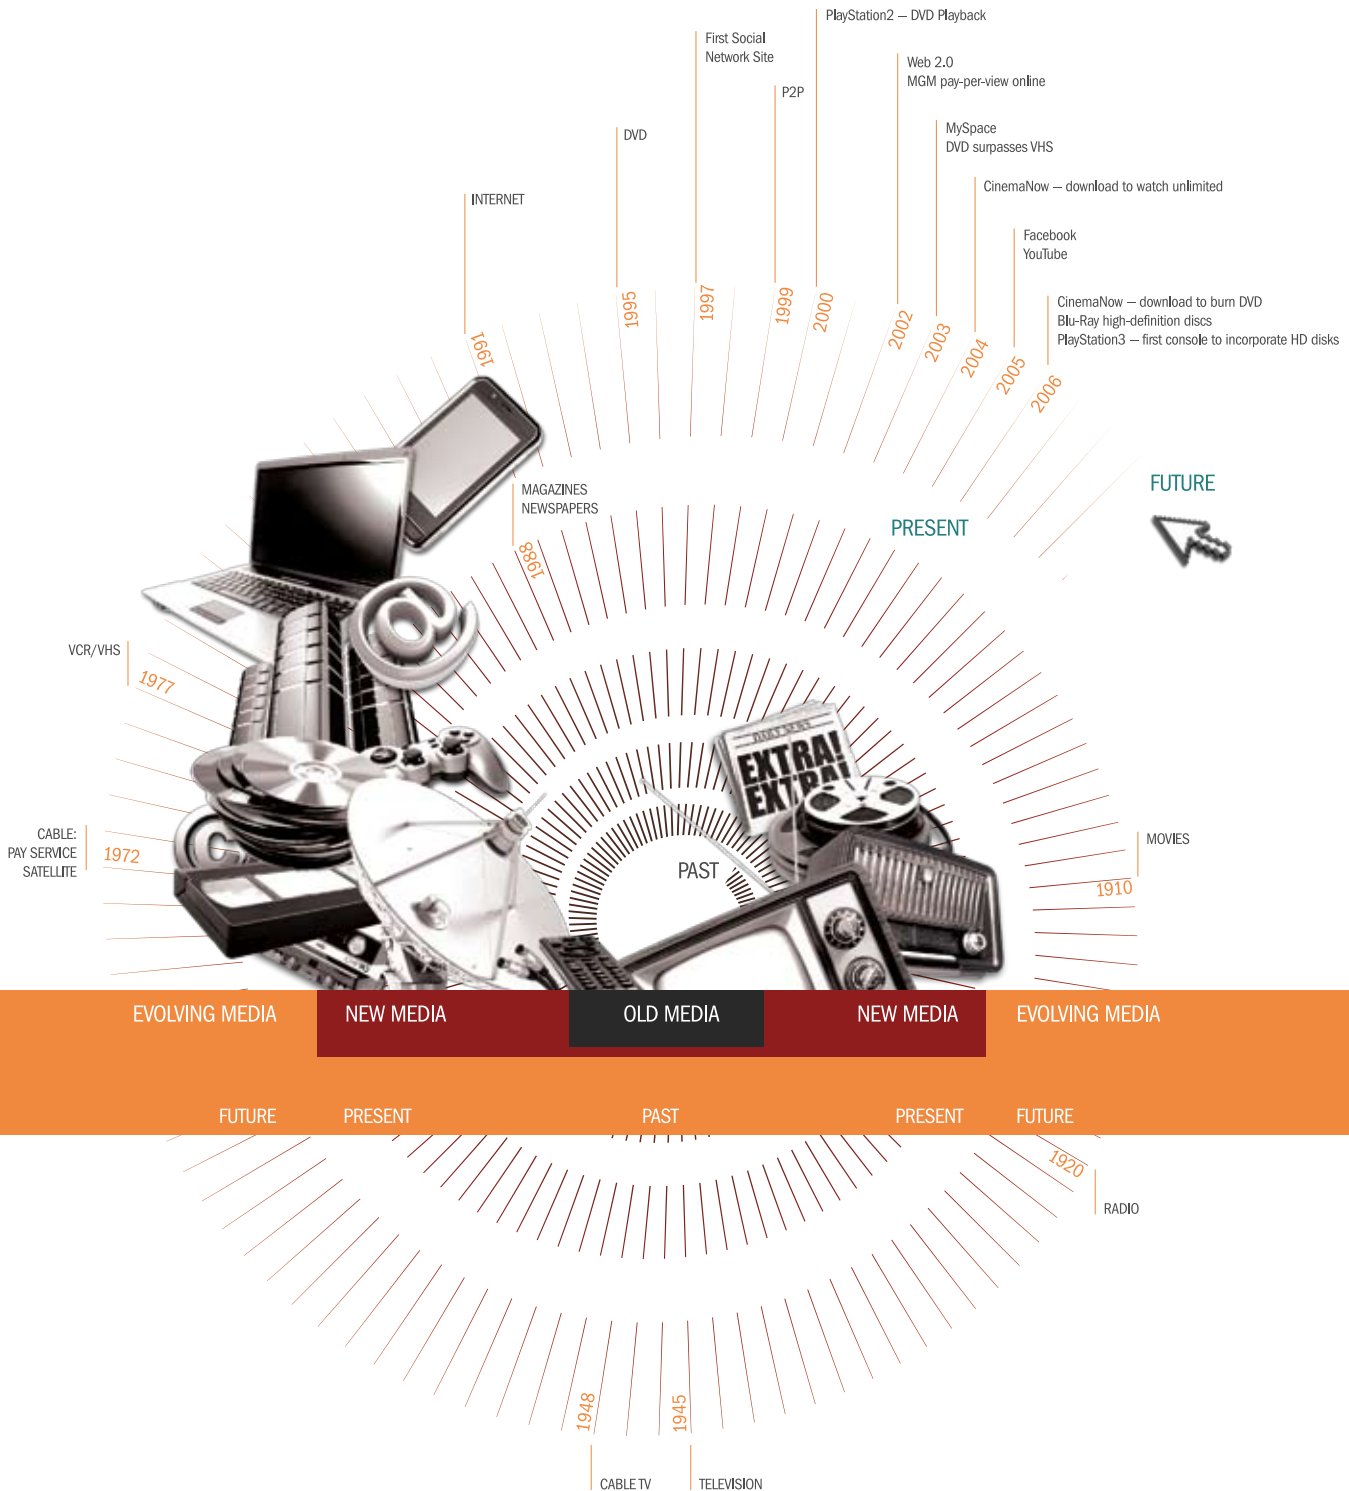 PlayStation2 — DVD Playback
First Social
Network Site
Web 2.0
MGM pay-per-view online
P2P
MySpace
DVD surpasses VHS
DVD
CinemaNow — download to watch unlimited
INTERNET
Facebook
YouTube
CinemaNow — download to burn DVD
Blu-Ray high-definition discs
PlayStation3 — first console to incorporate HD disks
1991
1995
1997
1999
2000
2002
2003
2004
2005
2006
FUTURE
PRESENT
MAGAZINES
NEWSPAPERS
1988
@
VCR/VHS
1977
DAILY NEWS
EXTRA!
EXTRA!
CABLE:
PAY SERVICE
SATELLITE
1972
PAST
MOVIES
1910
EVOLVING MEDIA
NEW MEDIA
OLD MEDIA
NEW MEDIA
EVOLVING MEDIA
FUTURE
PRESENT
PAST
PRESENT
FUTURE
1920
RADIO
1948
1945
CABLE TV
TELEVISION